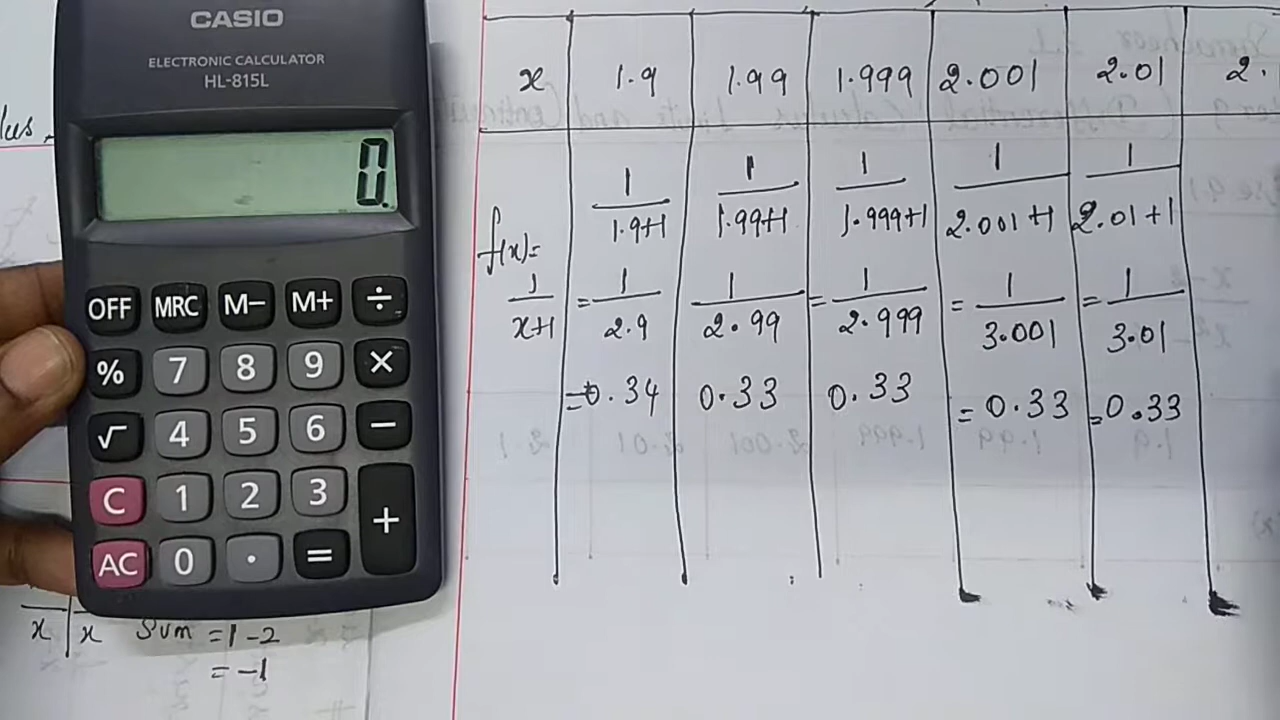 CASIO
ELECTRONIC CALCULATOR
HL-815L
0.
OFF MRC M− M+ ÷
% 7 8 9 ×
√ 4 5 6 −
C 1 2 3 +
AC 0 · =
x | x Sum = 1 - 2
= -1
x 1.9 1.99 1.999 2.001 2.01 2.
f(x)= 1/(x+1)
1/(1.9+1) 1/(1.99+1) 1/(1.999+1) 1/(2.001+1) 1/(2.01+1)
= 1/2.9 1/2.99 = 1/2.999 = 1/3.001 = 1/3.01
= 0.34 0.33 0.33 = 0.33 = 0.33